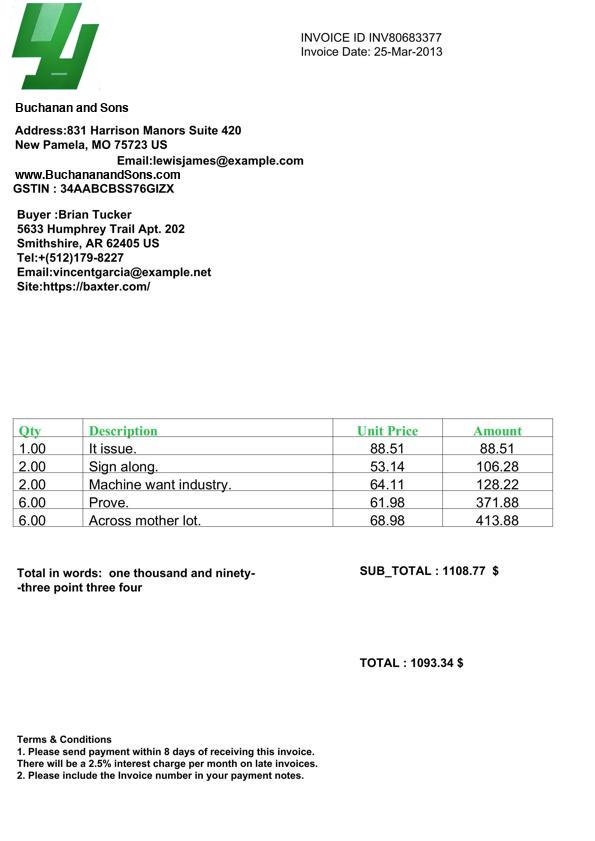 INVOICE ID INV80683377
Invoice Date: 25-Mar-2013
Buchanan and Sons
Address:831 Harrison Manors Suite 420
New Pamela, MO 75723 US
Email:lewisjames@example.com
www.BuchananandSons.com
GSTIN : 34AABCBSS76GIZX
Buyer :Brian Tucker
5633 Humphrey Trail Apt. 202
Smithshire, AR 62405 US
Tel:+(512)179-8227
Email:vincentgarcia@example.net
Site:https://baxter.com/
Qty Description Unit Price Amount
1.00 It issue. 88.51 88.51
2.00 Sign along. 53.14 106.28
2.00 Machine want industry. 64.11 128.22
6.00 Prove. 61.98 371.88
6.00 Across mother lot. 68.98 413.88
Total in words: one thousand and ninety-
-three point three four
SUB_TOTAL : 1108.77 $
TOTAL : 1093.34 $
Terms & Conditions
1. Please send payment within 8 days of receiving this invoice.
There will be a 2.5% interest charge per month on late invoices.
2. Please include the Invoice number in your payment notes.